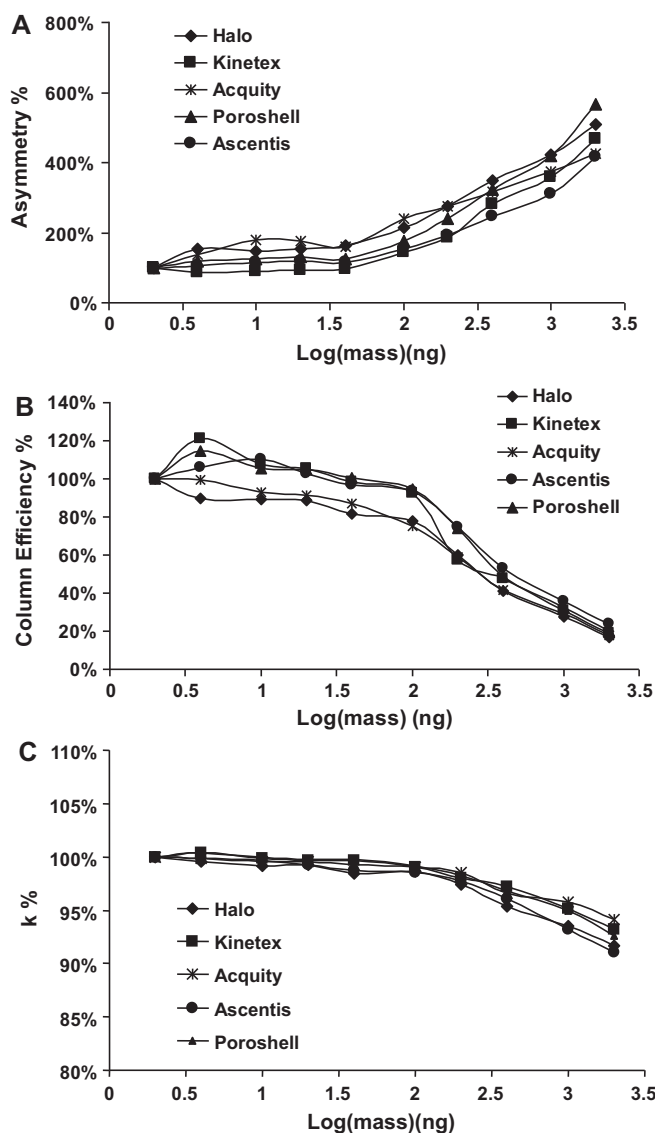 A
800%
600%
400%
200%
0%
Asymmetry %
Halo
Kinetex
Acquity
Poroshell
Ascentis
0 0.5 1 1.5 2 2.5 3 3.5
Log(mass)(ng)
B
140%
120%
100%
80%
60%
40%
20%
0%
Column Efficiency %
Halo
Kinetex
Acquity
Ascentis
Poroshell
0 0.5 1 1.5 2 2.5 3 3.5
Log(mass) (ng)
C
110%
105%
100%
95%
90%
85%
80%
k %
Halo
Kinetex
Acquity
Ascentis
Poroshell
0 0.5 1 1.5 2 2.5 3 3.5
Log(mass)(ng)